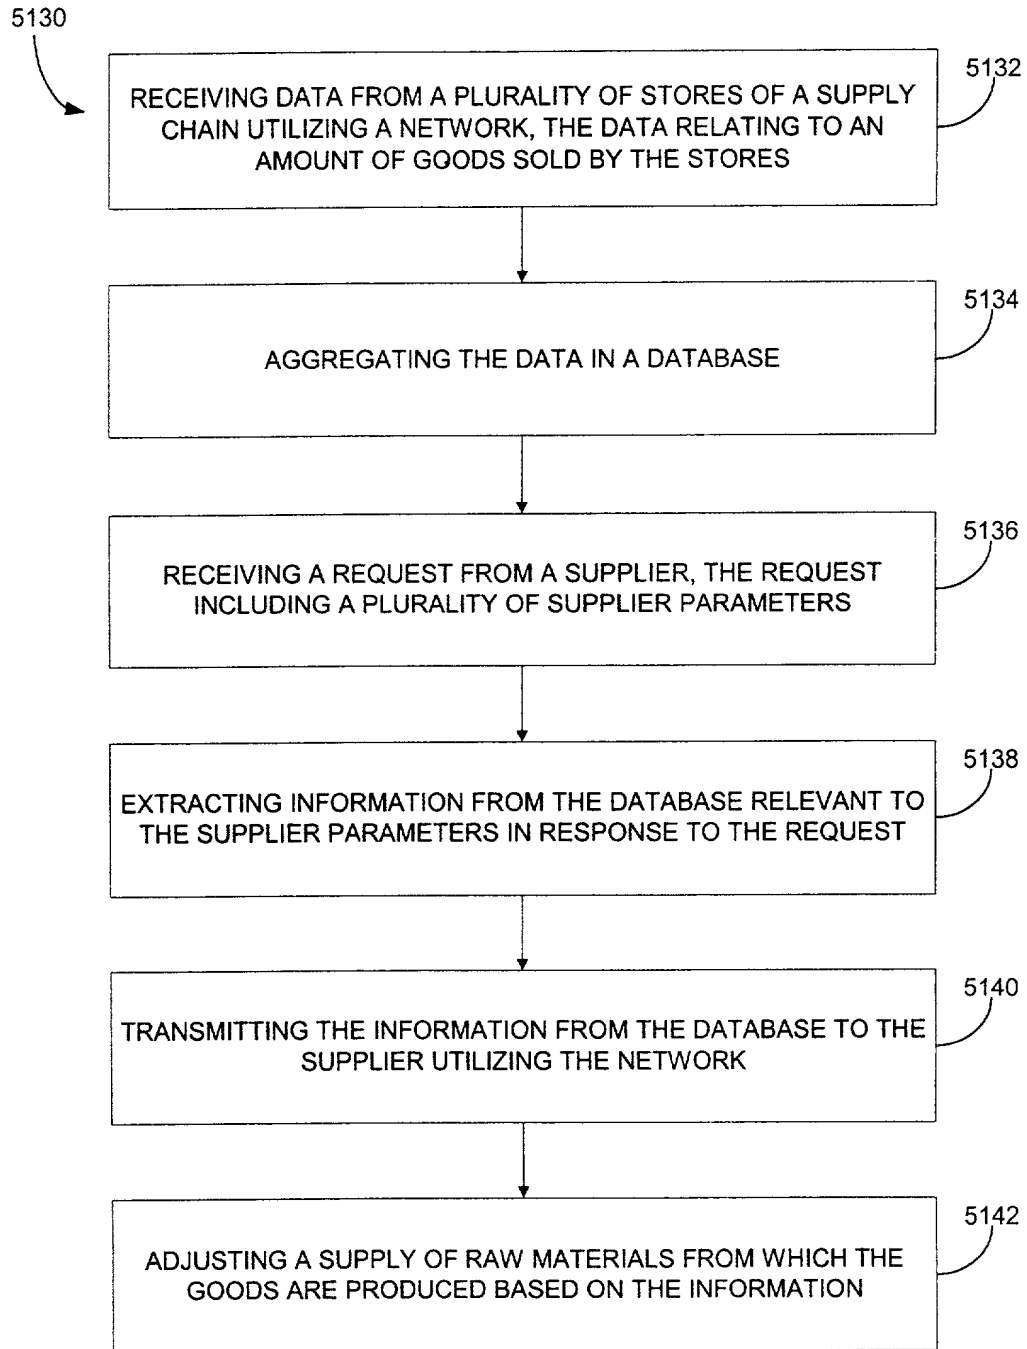 5130
RECEIVING DATA FROM A PLURALITY OF STORES OF A SUPPLY
CHAIN UTILIZING A NETWORK, THE DATA RELATING TO AN
AMOUNT OF GOODS SOLD BY THE STORES
5132
AGGREGATING THE DATA IN A DATABASE
5134
RECEIVING A REQUEST FROM A SUPPLIER, THE REQUEST
INCLUDING A PLURALITY OF SUPPLIER PARAMETERS
5136
EXTRACTING INFORMATION FROM THE DATABASE RELEVANT TO
THE SUPPLIER PARAMETERS IN RESPONSE TO THE REQUEST
5138
TRANSMITTING THE INFORMATION FROM THE DATABASE TO THE
SUPPLIER UTILIZING THE NETWORK
5140
ADJUSTING A SUPPLY OF RAW MATERIALS FROM WHICH THE
GOODS ARE PRODUCED BASED ON THE INFORMATION
5142